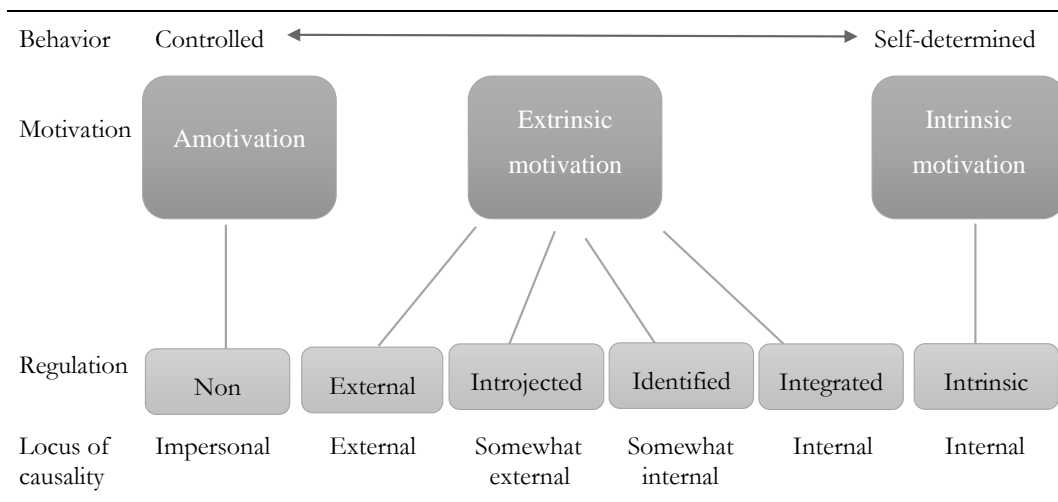 Behavior Controlled Self-determined
Motivation Amotivation Extrinsic motivation Intrinsic motivation
Regulation Non External Introjected Identified Integrated Intrinsic
Locus of causality Impersonal External Somewhat external Somewhat internal Internal Internal